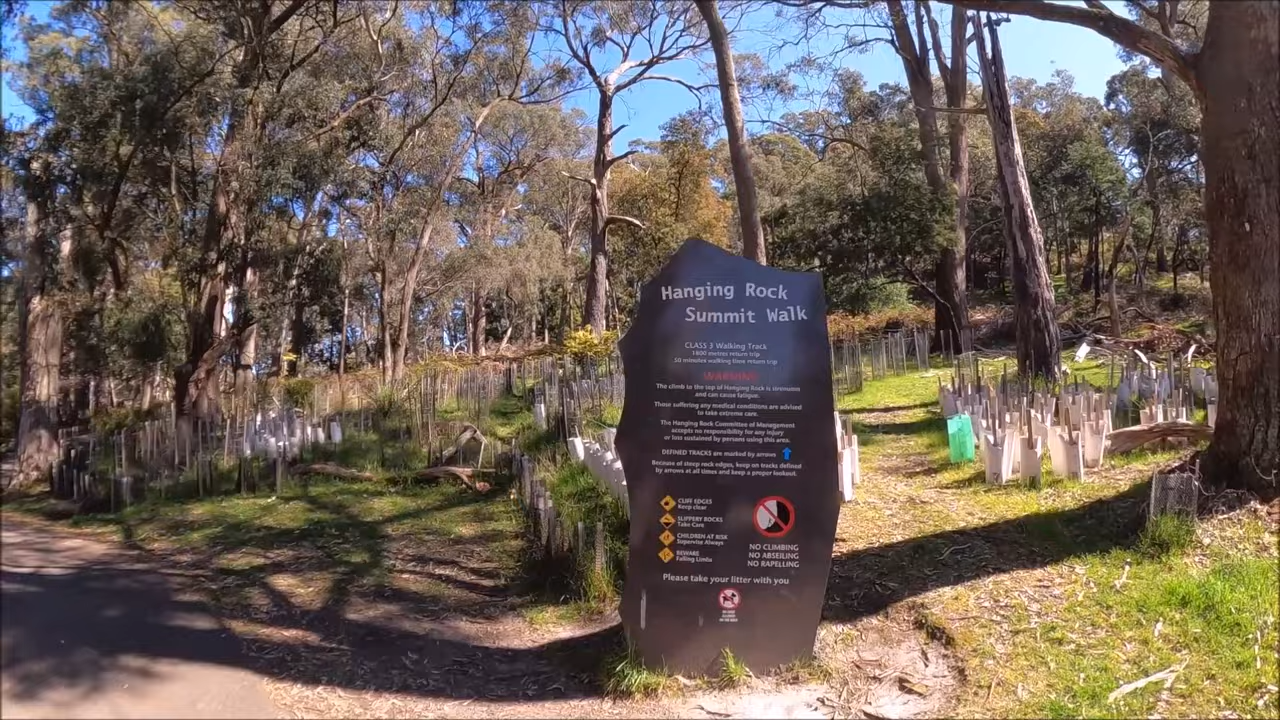 Hanging Rock
Summit Walk
CLASS 3 Walking Track
1800 metres return trip
50 minutes walking time return trip
WARNING
The climb to the top of Hanging Rock is strenuous
and can cause fatigue.
Those suffering any medical conditions are advised
to take extreme care.
The Hanging Rock Committee of Management
accepts no responsibility for any injury
or loss sustained by persons using this area.
DEFINED TRACKS are marked by arrows
Because of steep rock edges, keep on tracks defined
by arrows at all times and keep a proper lookout.
CLIFF EDGES
Keep clear
SLIPPERY ROCKS
Take Care
CHILDREN AT RISK
Supervise Always
BEWARE
Falling Limbs
NO CLIMBING
NO ABSEILING
NO RAPELLING
Please take your litter with you